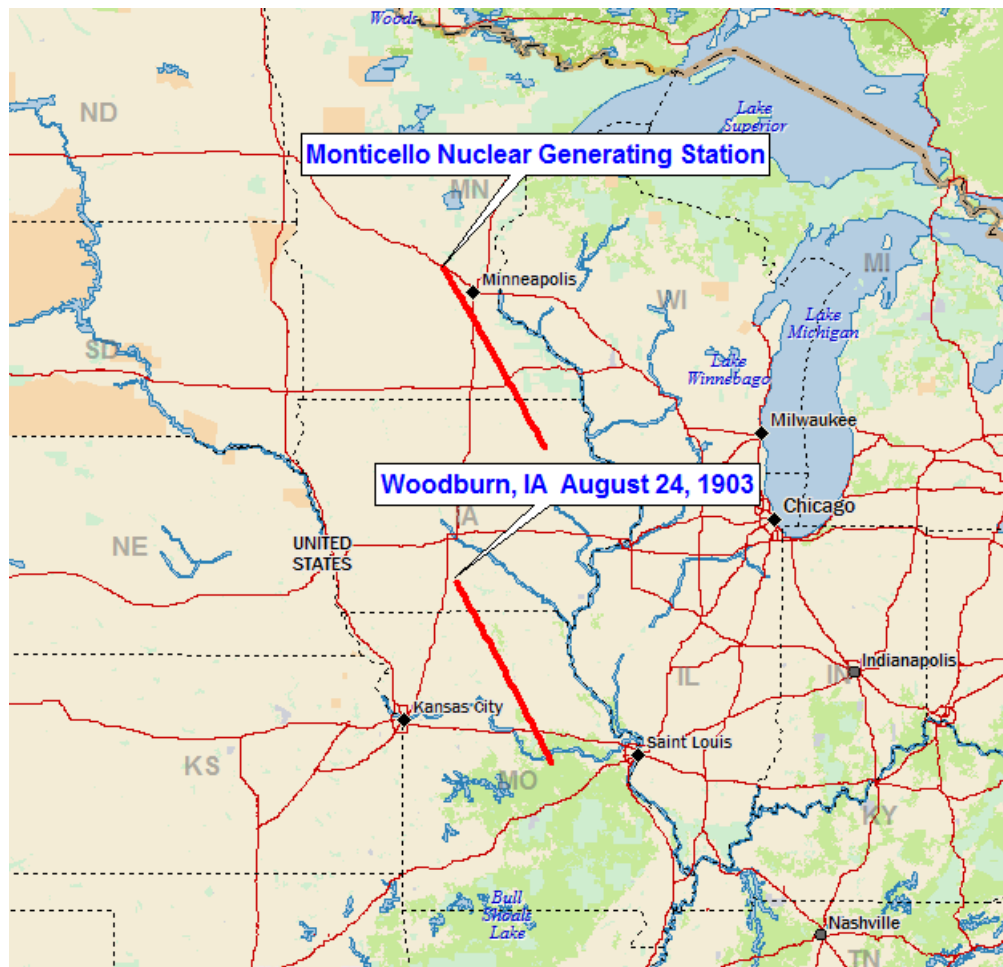 Woods
ND
Lake
Superior
Monticello Nuclear Generating Station
MN
MI
Minneapolis
WI
Lake
Michigan
SD
Lake
Winnebago
Milwaukee
Woodburn, IA  August 24, 1903
Chicago
IA
NE
UNITED
STATES
Indianapolis
IL
IN
Kansas City
Saint Louis
KS
MO
KY
Bull
Shoals
Lake
Nashville
TN